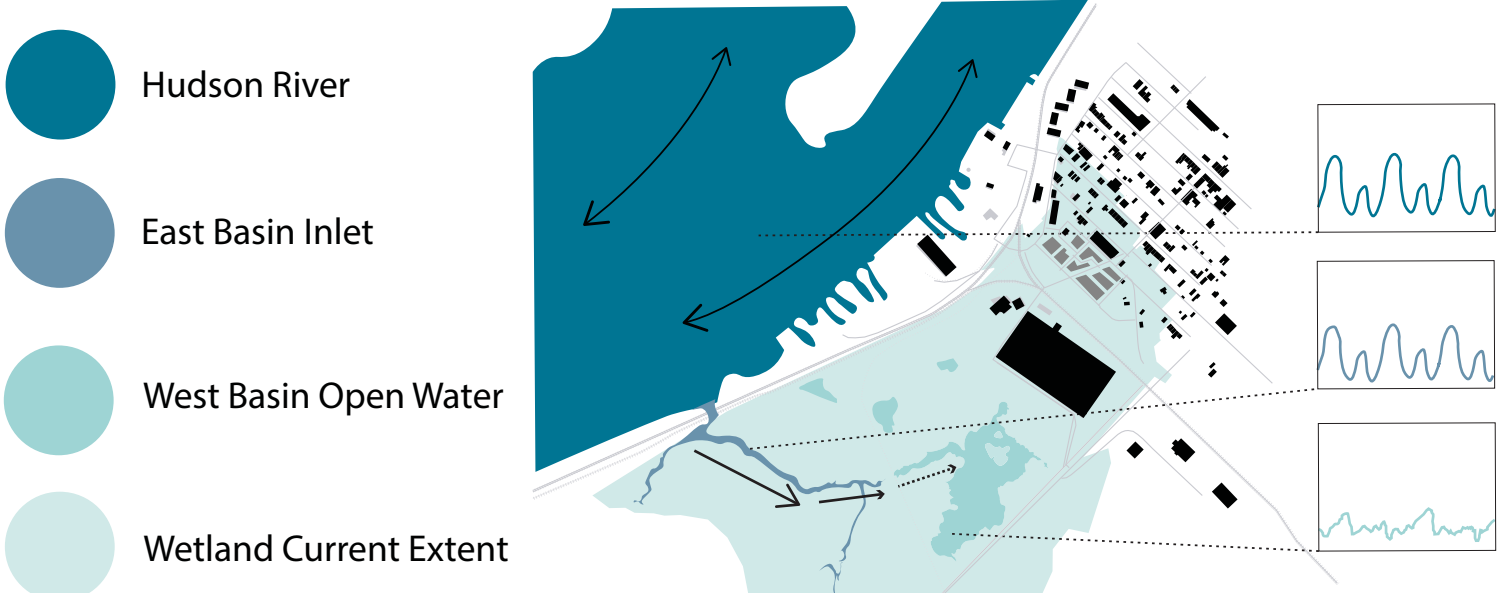 Hudson River
East Basin Inlet
West Basin Open Water
Wetland Current Extent